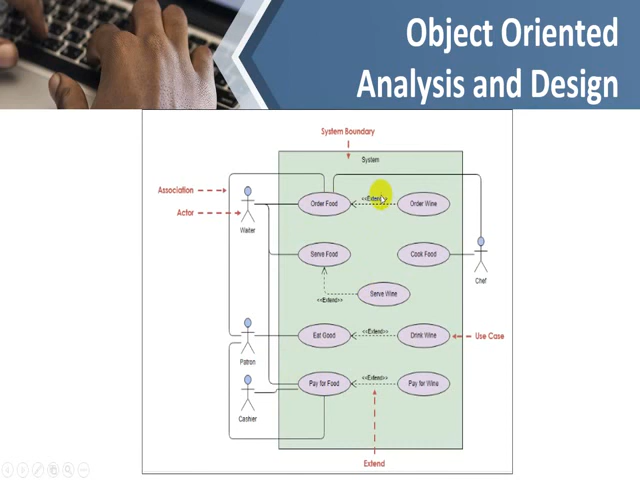 Object Oriented
Analysis and Design
System Boundary
System
Association
Actor
Waiter
Order Food
<<Extend>>
Order Wine
Serve Food
Cook Food
Chef
<<Extend>>
Serve Wine
Patron
Eat Good
<<Extend>>
Drink Wine
Use Case
Cashier
Pay for Food
<<Extend>>
Pay for Wine
Extend